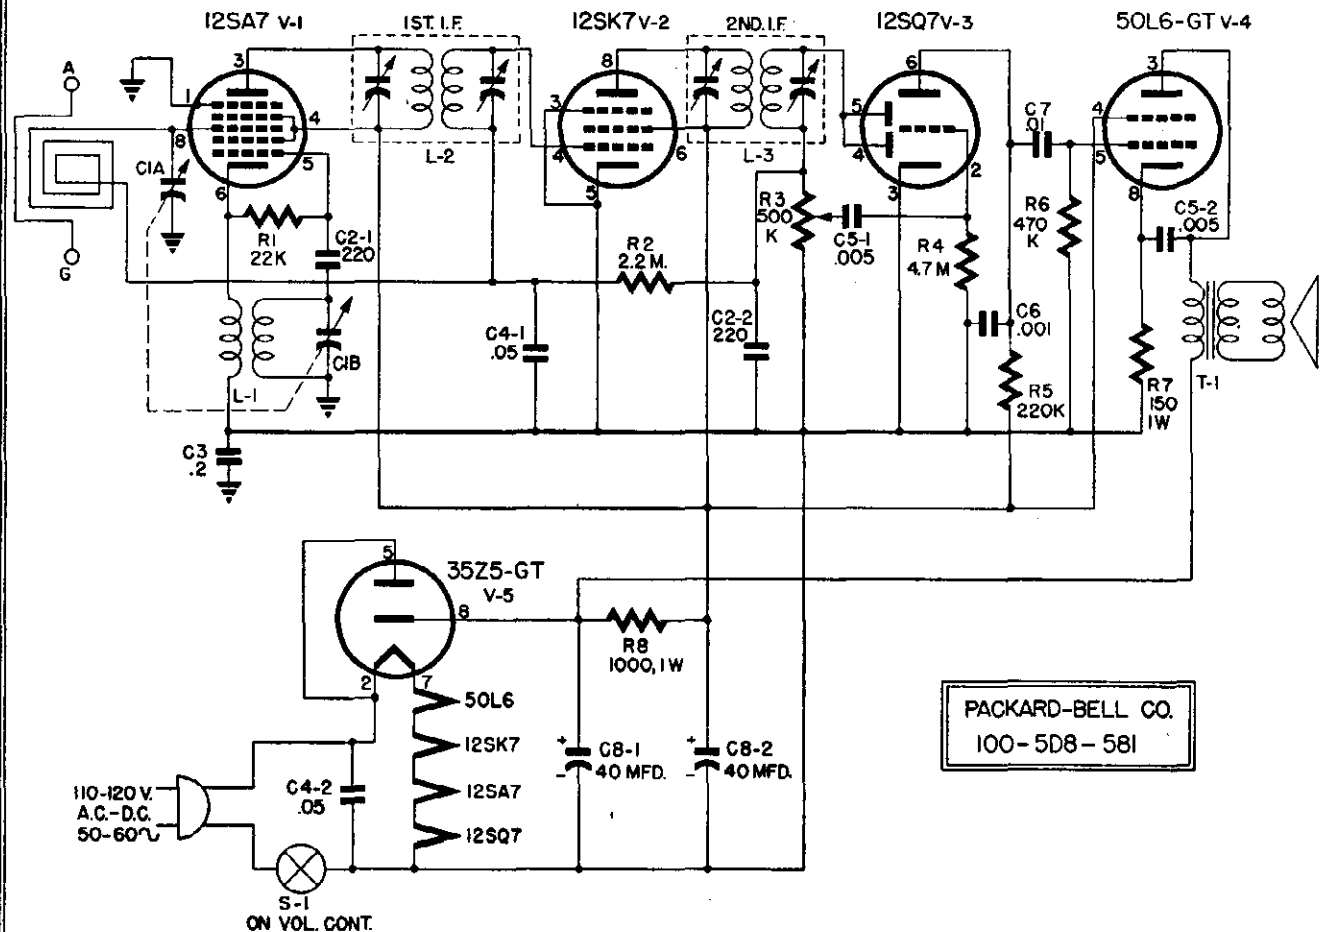 12SA7 V-1
1ST. I.F.
12SK7 V-2
2ND. I.F.
12SQ7 V-3
50L6-GT V-4
A
3
1
8
4
5
6
C1A
G
R1
22K
C2-1
220
C1B
L-1
C3
.2
L-2
8
3
4
6
5
L-3
R2
2.2 M.
C4-1
.05
C2-2
220
R3
500
K
C5-1
.005
6
5
4
3
2
R4
4.7 M
C6
.001
R5
220K
C7
.01
R6
470
K
3
4
5
8
C5-2
.005
R7
150
1W
T-1
5
35Z5-GT
V-5
8
2
7
R8
1000, 1W
50L6
12SK7
12SA7
12SQ7
+
C8-1
-
40 MFD.
+
C8-2
-
40 MFD.
110-120 V.
A.C.-D.C.
50-60~
C4-2
.05
S-1
ON VOL. CONT.
PACKARD-BELL CO.
100-5D8-581